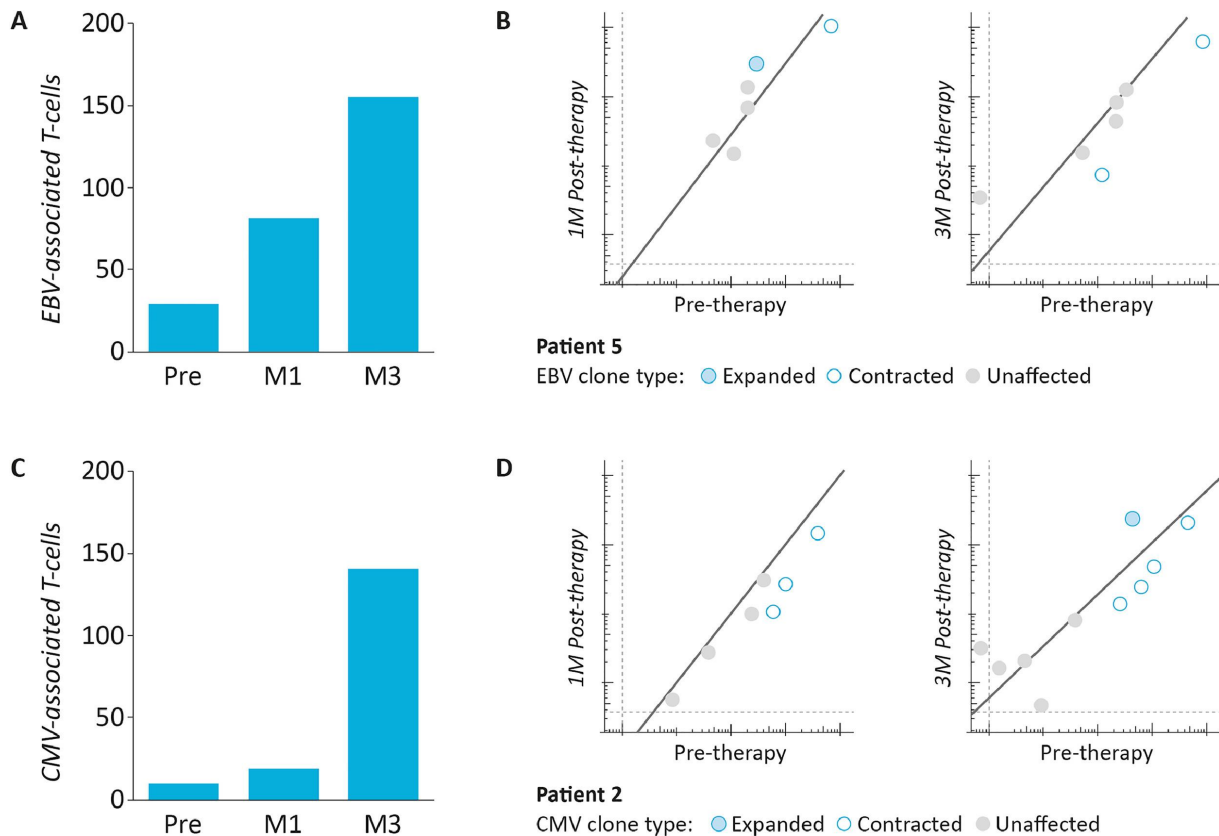 A
EBV-associated T-cells
200
150
100
50
0
Pre M1 M3
B
1M Post-therapy
Pre-therapy
3M Post-therapy
Pre-therapy
Patient 5
EBV clone type: Expanded Contracted Unaffected
C
CMV-associated T-cells
200
150
100
50
0
Pre M1 M3
D
1M Post-therapy
Pre-therapy
3M Post-therapy
Pre-therapy
Patient 2
CMV clone type: Expanded Contracted Unaffected